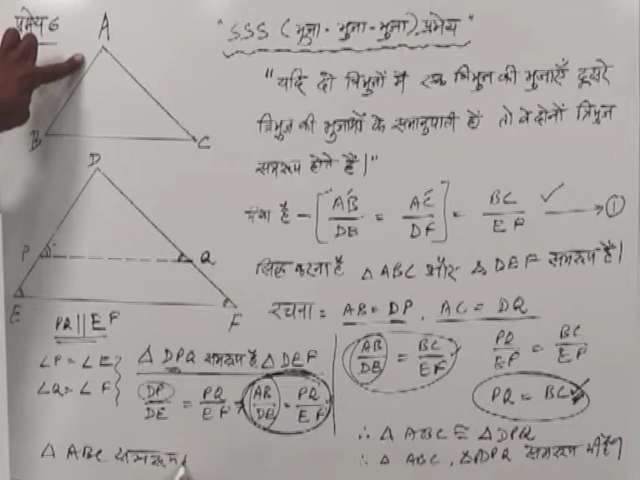 प्रमेय 6
" SSS (भुजा - भुजा - भुजा) प्रमेय "
"यदि दो त्रिभुजों में एक त्रिभुज की भुजाएँ दूसरे
त्रिभुज की भुजाओं के समानुपाती हों तो वे दोनों त्रिभुज
समरूप होते हैं।"
A
B
C
D
P
Q
E
F
दिया है - [AB/DE = AC/DF] = BC/EF ✓ → ①
सिद्ध करना है △ ABC और △ DEF समरूप हैं।
रचना : AB = DP, AC = DQ
PQ || EF
∠P = ∠E
∠Q = ∠F
△ DPQ समरूप है △ DEF
DP/DE = PQ/EF = AB/DE = PQ/EF
AB/DE = BC/EF
PQ/EF = BC/EF
PQ = BC
∴ △ ABC ≅ △ DPQ
∴ △ ABC, △ DPQ समरूप भी है।
△ ABC समरूप